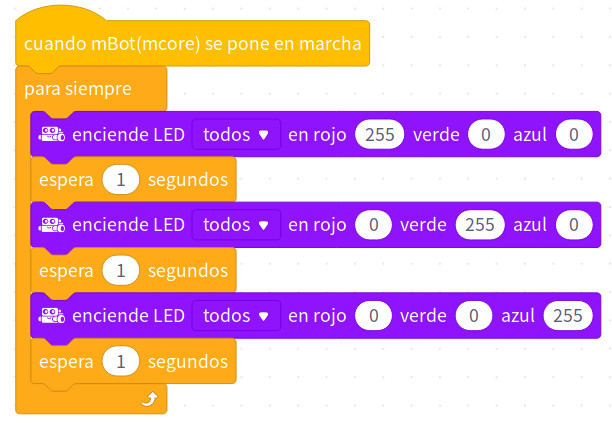 cuando mBot(mcore) se pone en marcha
para siempre
enciende LED todos en rojo 255 verde 0 azul 0
espera 1 segundos
enciende LED todos en rojo 0 verde 255 azul 0
espera 1 segundos
enciende LED todos en rojo 0 verde 0 azul 255
espera 1 segundos